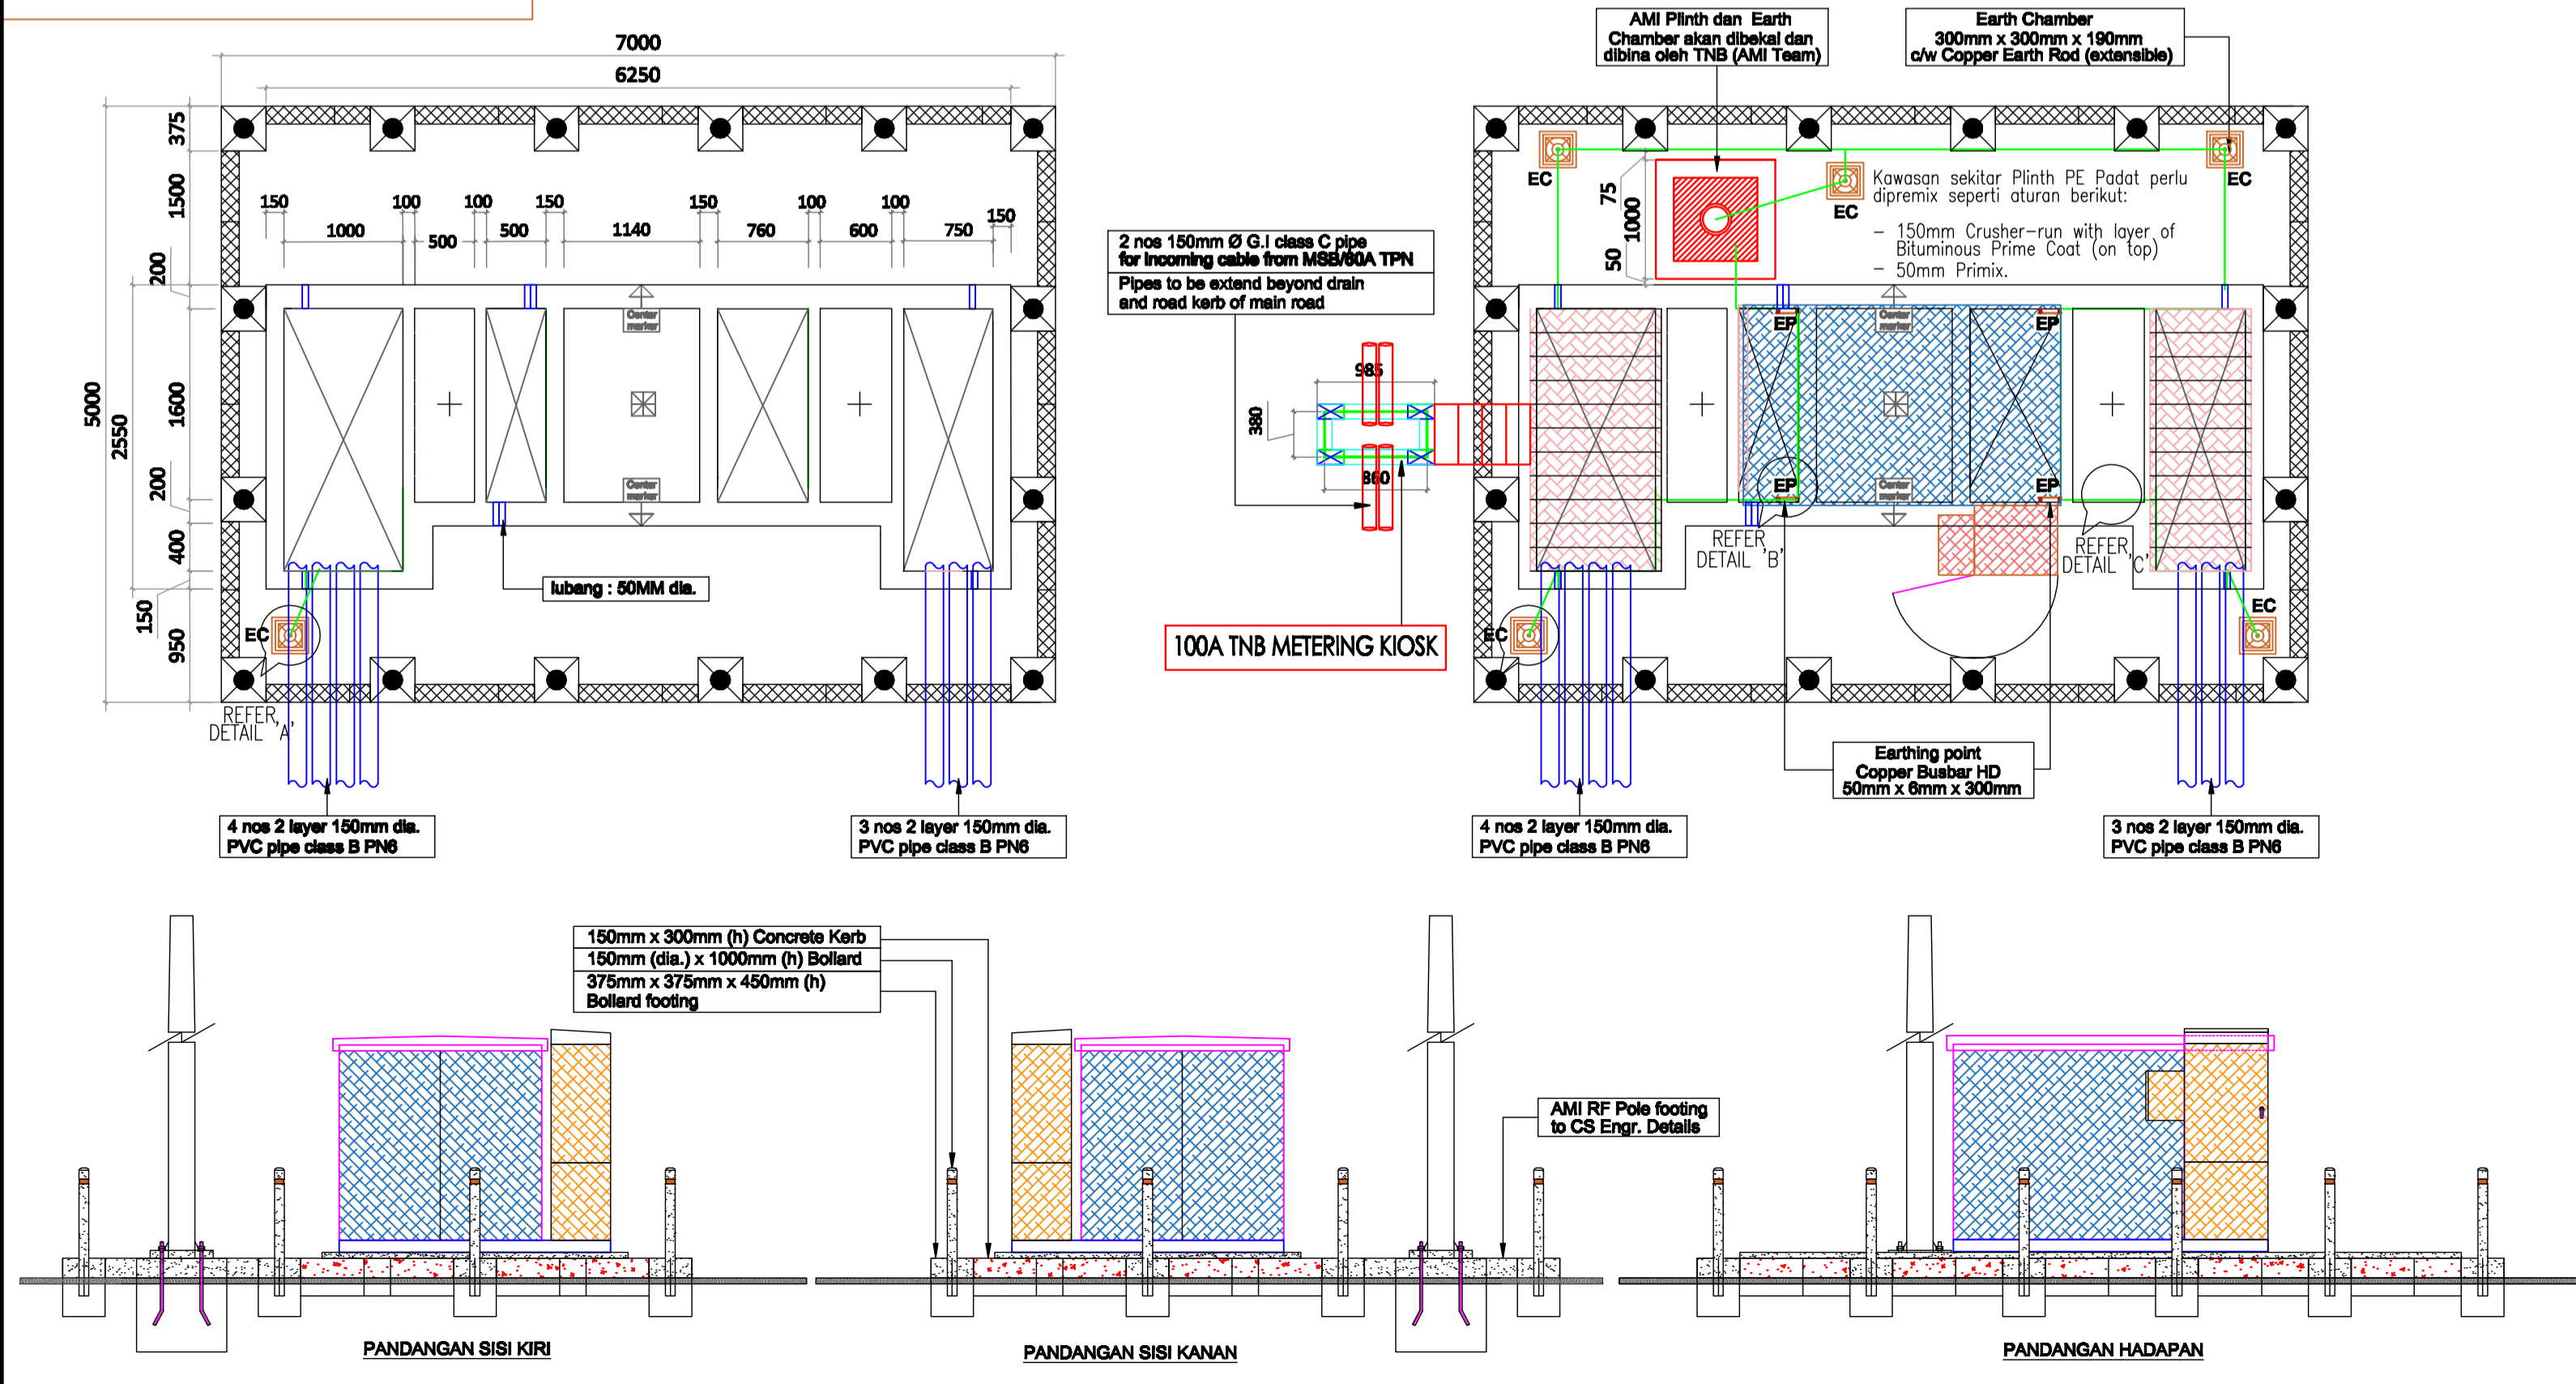 7000
6250
375
1500
200
1600
200
400
150
950
5000
2550
150
1000
100
500
100
500
150
1140
150
760
100
600
100
750
150
Center
marker
Center
marker
lubang : 50MM dia.
EC
REFER
DETAIL 'A'
4 nos 2 layer 150mm dia.
PVC pipe class B PN6
3 nos 2 layer 150mm dia.
PVC pipe class B PN6
AMI Plinth dan Earth
Chamber akan dibekal dan
dibina oleh TNB (AMI Team)
Earth Chamber
300mm x 300mm x 190mm
c/w Copper Earth Rod (extensible)
EC
EC
EC
75
1000
50
Kawasan sekitar Plinth PE Padat perlu
dipremix seperti aturan berikut:
- 150mm Crusher-run with layer of
Bituminous Prime Coat (on top)
- 50mm Primix.
2 nos 150mm Ø G.I class C pipe
for incoming cable from MSB/60A TPN
Pipes to be extend beyond drain
and road kerb of main road
985
380
860
100A TNB METERING KIOSK
EP
EP
EP
EP
Center
marker
Center
marker
REFER
DETAIL 'B'
REFER
DETAIL 'C'
EC
EC
Earthing point
Copper Busbar HD
50mm x 6mm x 300mm
4 nos 2 layer 150mm dia.
PVC pipe class B PN6
3 nos 2 layer 150mm dia.
PVC pipe class B PN6
150mm x 300mm (h) Concrete Kerb
150mm (dia.) x 1000mm (h) Bollard
375mm x 375mm x 450mm (h)
Bollard footing
AMI RF Pole footing
to CS Engr. Details
PANDANGAN SISI KIRI
PANDANGAN SISI KANAN
PANDANGAN HADAPAN